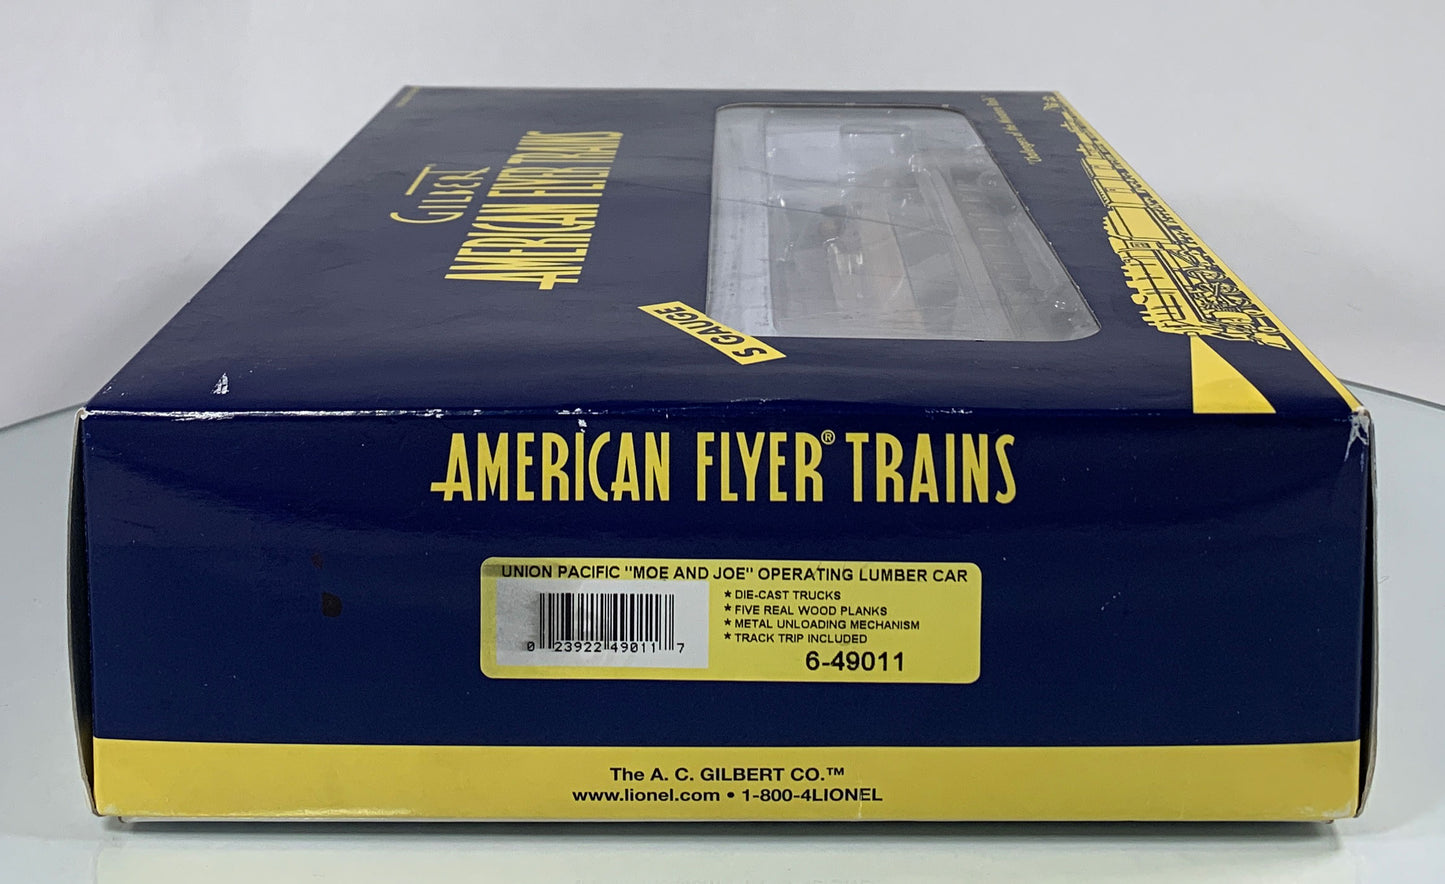 GILBERT
AMERICAN FLYER TRAINS
S GAUGE
AMERICAN FLYER® TRAINS
UNION PACIFIC "MOE AND JOE" OPERATING LUMBER CAR
* DIE-CAST TRUCKS
* FIVE REAL WOOD PLANKS
* METAL UNLOADING MECHANISM
* TRACK TRIP INCLUDED
0 23922 49011 7
6-49011
The A. C. GILBERT CO.™
www.lionel.com • 1-800-4LIONEL